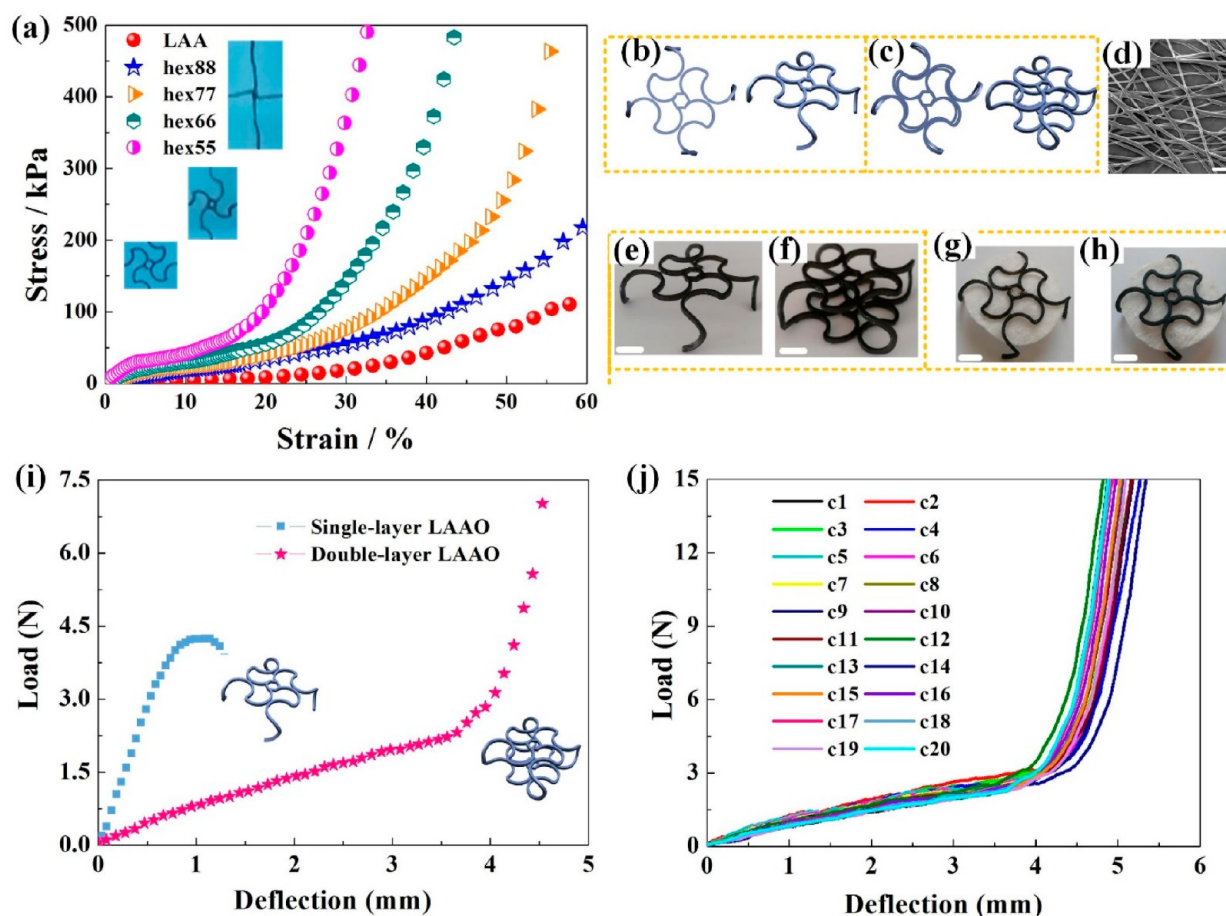 (a)
500
400
300
200
100
0
Stress / kPa
LAA
hex88
hex77
hex66
hex55
0 10 20 30 40 50 60
Strain / %
(b)
(c)
(d)
(e)
(f)
(g)
(h)
(i)
7.5
6.0
4.5
3.0
1.5
0.0
Load (N)
Single-layer LAAO
Double-layer LAAO
0 1 2 3 4 5
Deflection (mm)
(j)
15
12
9
6
3
0
Load (N)
c1 c2
c3 c4
c5 c6
c7 c8
c9 c10
c11 c12
c13 c14
c15 c16
c17 c18
c19 c20
0 1 2 3 4 5 6
Deflection (mm)